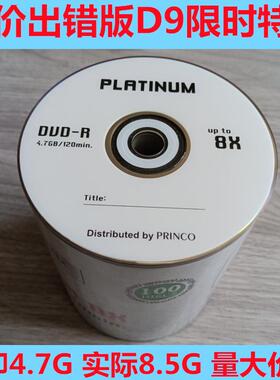 价出错版D9限时特
PLATINUM
DVD-R
4.7GB/120min.
up to
8X
Title:
Distributed by PRINCO
100
印4.7G 实际8.5G 量大价